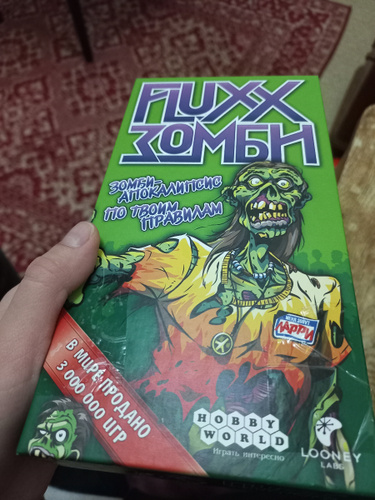 FLUXX
ЗОМБИ
ЗОМБИ-
АПОКАЛИПСИС
ПО ТВОИМ
ПРАВИЛАМ
ХАРРИ
В МИРЕ ПРОДАНО
3 000 000 ИГР
HOBBY
WORLD
Играть интересно
LOONEY
LABS